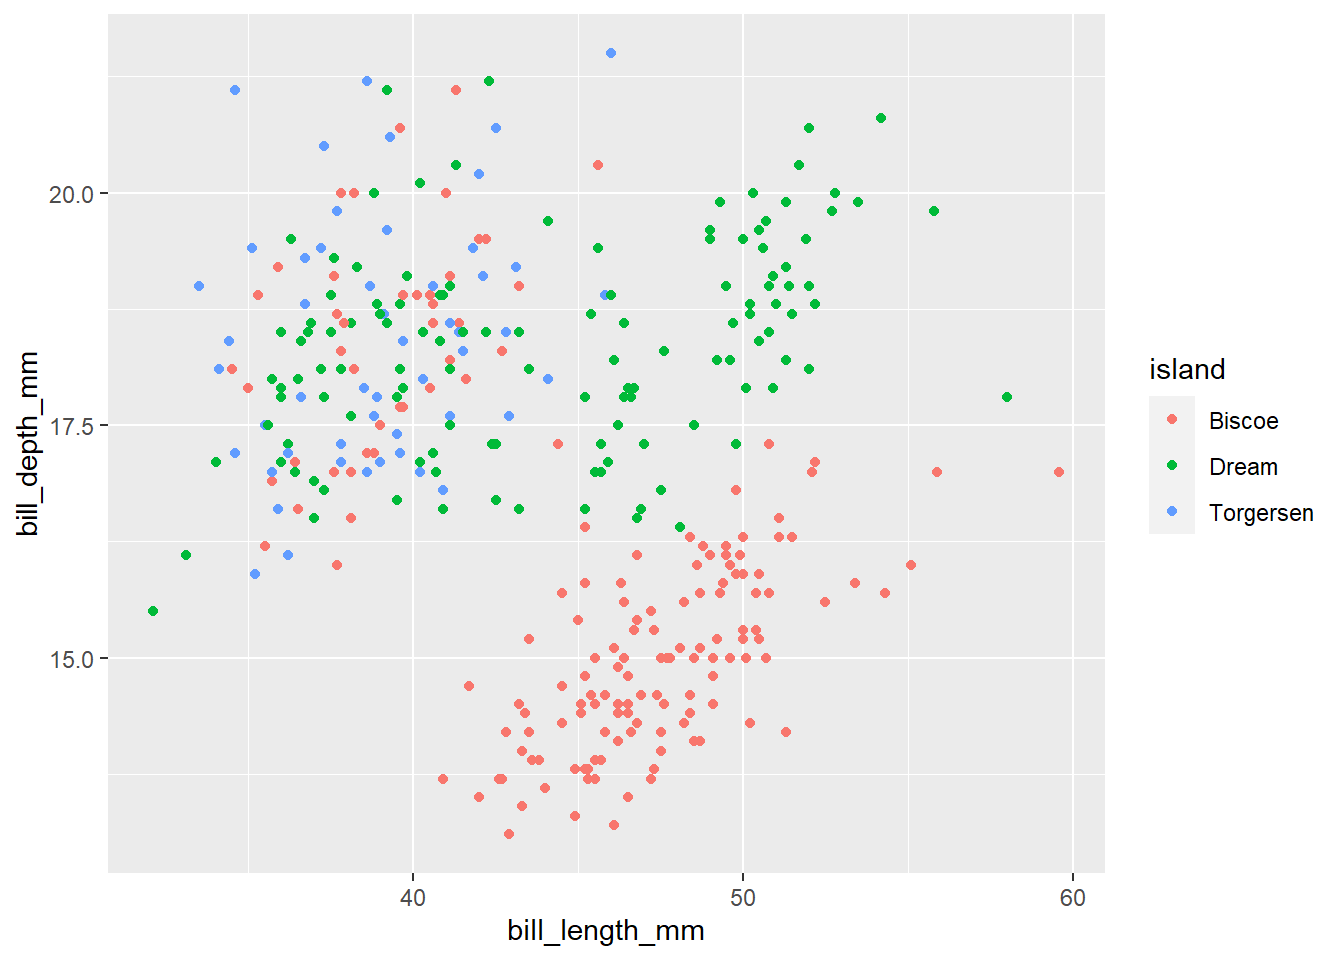 bill_depth_mm
20.0
17.5
15.0
40
50
60
bill_length_mm
island
Biscoe
Dream
Torgersen